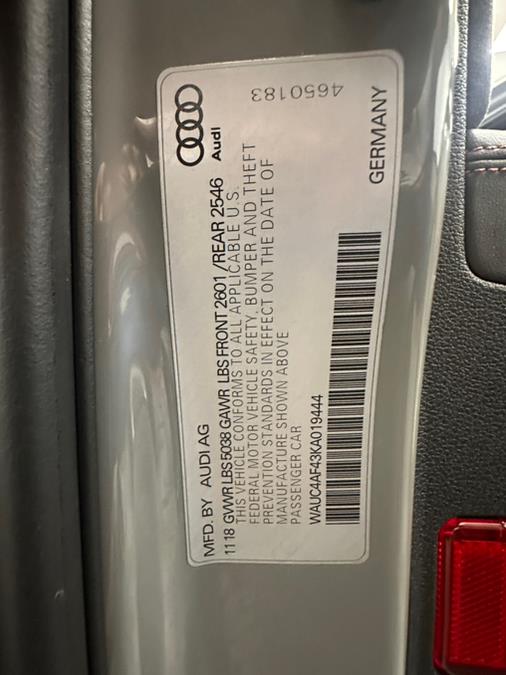 MFD. BY AUDI AG
Audi
1118 GVWR LBS 5038 GAWR LBS FRONT 2601 / REAR 2546
THIS VEHICLE CONFORMS TO ALL APPLICABLE U.S.
FEDERAL MOTOR VEHICLE SAFETY, BUMPER AND THEFT
PREVENTION STANDARDS IN EFFECT ON THE DATE OF
MANUFACTURE SHOWN ABOVE
PASSENGER CAR
WAUC4AF43KA019444
GERMANY
4650183